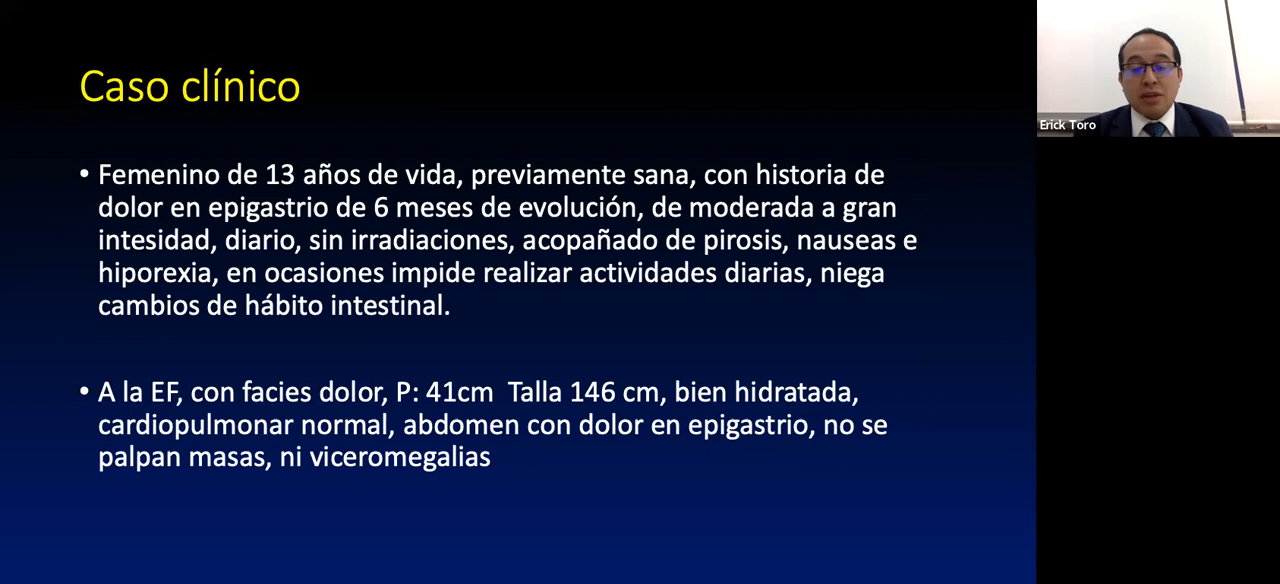 Caso clínico
• Femenino de 13 años de vida, previamente sana, con historia de
dolor en epigastrio de 6 meses de evolución, de moderada a gran
intesidad, diario, sin irradiaciones, acopañado de pirosis, nauseas e
hiporexia, en ocasiones impide realizar actividades diarias, niega
cambios de hábito intestinal.
• A la EF, con facies dolor, P: 41cm Talla 146 cm, bien hidratada,
cardiopulmonar normal, abdomen con dolor en epigastrio, no se
palpan masas, ni viceromegalias
Erick Toro